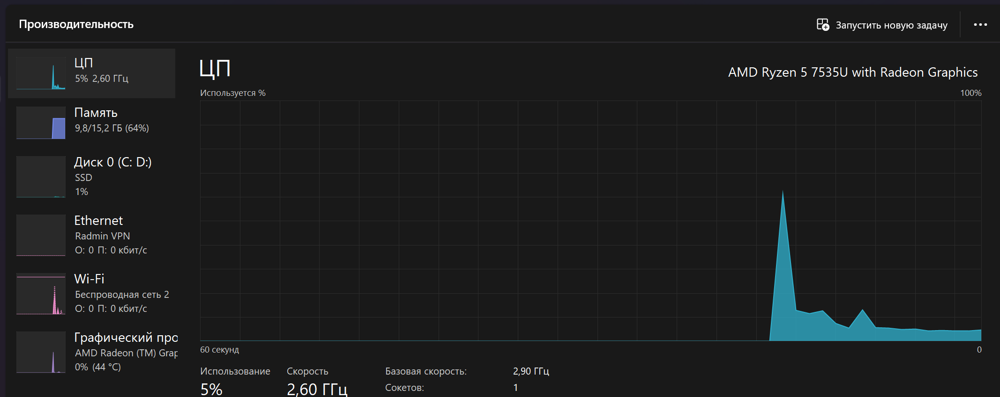 Производительность
Запустить новую задачу
ЦП
5% 2,60 ГГц
Память
9,8/15,2 ГБ (64%)
Диск 0 (C: D:)
SSD
1%
Ethernet
Radmin VPN
О: 0 П: 0 кбит/с
Wi-Fi
Беспроводная сеть 2
О: 0 П: 0 кбит/с
Графический про
AMD Radeon (TM) Grap
0% (44 °C)
ЦП
AMD Ryzen 5 7535U with Radeon Graphics
Используется %
100%
60 секунд
0
Использование
Скорость
Базовая скорость:
2,90 ГГц
5%
2,60 ГГц
Сокетов:
1